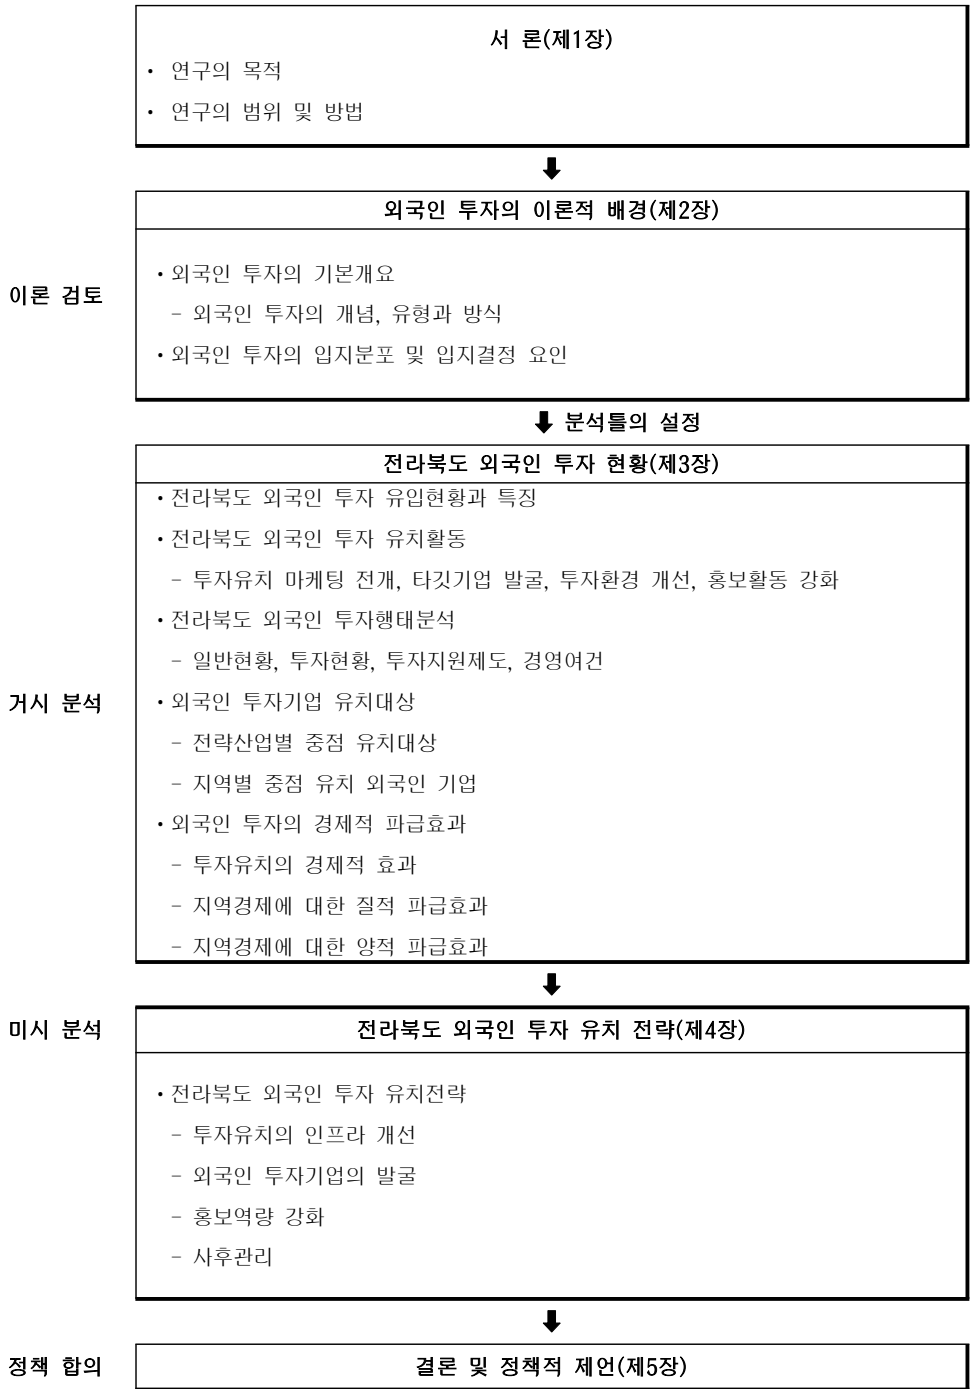 서 론(제1장)
・ 연구의 목적
・ 연구의 범위 및 방법
외국인 투자의 이론적 배경(제2장)
이론 검토
・외국인 투자의 기본개요
- 외국인 투자의 개념, 유형과 방식
・외국인 투자의 입지분포 및 입지결정 요인
분석틀의 설정
전라북도 외국인 투자 현황(제3장)
거시 분석
・전라북도 외국인 투자 유입현황과 특징
・전라북도 외국인 투자 유치활동
- 투자유치 마케팅 전개, 타깃기업 발굴, 투자환경 개선, 홍보활동 강화
・전라북도 외국인 투자행태분석
- 일반현황, 투자현황, 투자지원제도, 경영여건
・외국인 투자기업 유치대상
- 전략산업별 중점 유치대상
- 지역별 중점 유치 외국인 기업
・외국인 투자의 경제적 파급효과
- 투자유치의 경제적 효과
- 지역경제에 대한 질적 파급효과
- 지역경제에 대한 양적 파급효과
미시 분석
전라북도 외국인 투자 유치 전략(제4장)
・전라북도 외국인 투자 유치전략
- 투자유치의 인프라 개선
- 외국인 투자기업의 발굴
- 홍보역량 강화
- 사후관리
정책 합의
결론 및 정책적 제언(제5장)